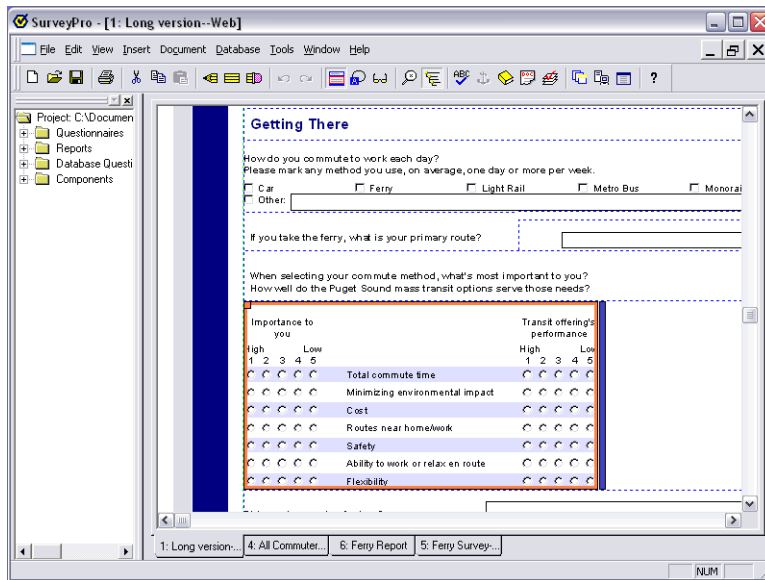 SurveyPro - [1: Long version--Web]
File Edit View Insert Document Database Tools Window Help
ABC ?
Project: C:\Documen
Questionnaires
Reports
Database Questi
Components
Getting There
How do you commute to work each day?
Please mark any method you use, on average, one day or more per week.
Car Ferry Light Rail Metro Bus Monorai
Other:
If you take the ferry, what is your primary route?
When selecting your commute method, what's most important to you?
How well do the Puget Sound mass transit options serve those needs?
Importance to Transit offering's
you performance
High Low High Low
1 2 3 4 5 1 2 3 4 5
Total commute time
Minimizing environmental impact
Cost
Routes near home/work
Safety
Ability to work or relax en route
Flexibility
1: Long version-... 4: All Commuter... 6: Ferry Report 5: Ferry Survey-...
NUM